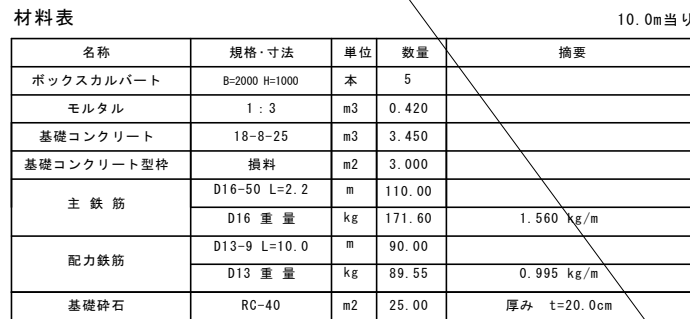 材料表
10.0m当り
名称 規格・寸法 単位 数量 摘要
ボックスカルバート B=2000 H=1000 本 5
モルタル 1：3 m3 0.420
基礎コンクリート 18-8-25 m3 3.450
基礎コンクリート型枠 損料 m2 3.000
主 鉄 筋 D16-50 L=2.2 m 110.00
D16 重 量 kg 171.60 1.560 kg/m
配力鉄筋 D13-9 L=10.0 m 90.00
D13 重 量 kg 89.55 0.995 kg/m
基礎砕石 RC-40 m2 25.00 厚み t=20.0cm